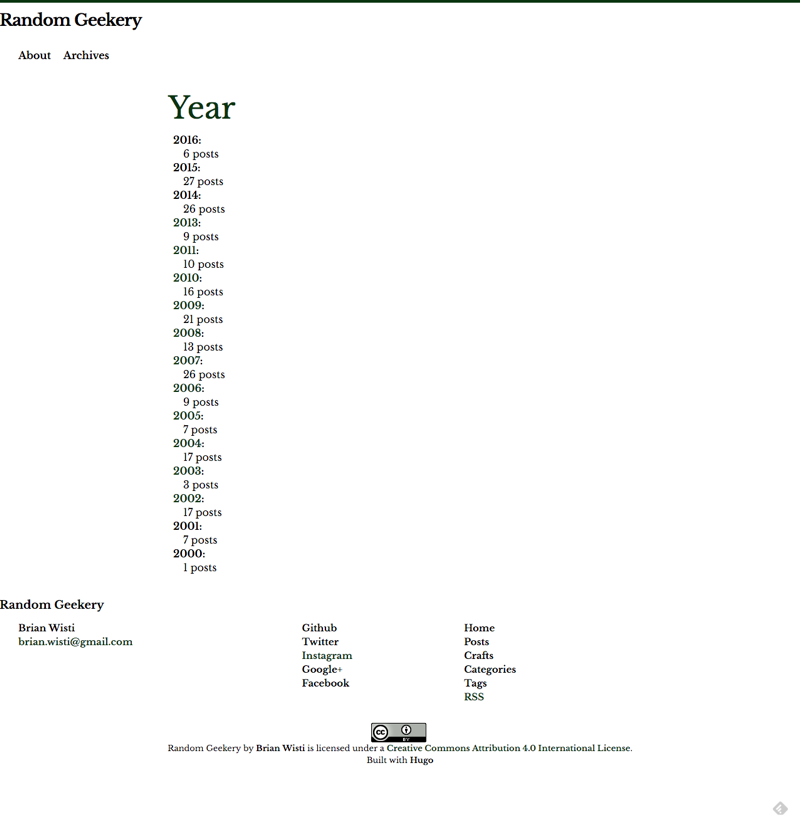 Random Geekery
About Archives
Year
2016:
6 posts
2015:
27 posts
2014:
26 posts
2013:
9 posts
2011:
10 posts
2010:
16 posts
2009:
21 posts
2008:
13 posts
2007:
26 posts
2006:
9 posts
2005:
7 posts
2004:
17 posts
2003:
3 posts
2002:
17 posts
2001:
7 posts
2000:
1 posts
Random Geekery
Brian Wisti
brian.wisti@gmail.com
Github
Twitter
Instagram
Google+
Facebook
Home
Posts
Crafts
Categories
Tags
RSS
cc BY
Random Geekery by Brian Wisti is licensed under a Creative Commons Attribution 4.0 International License.
Built with Hugo